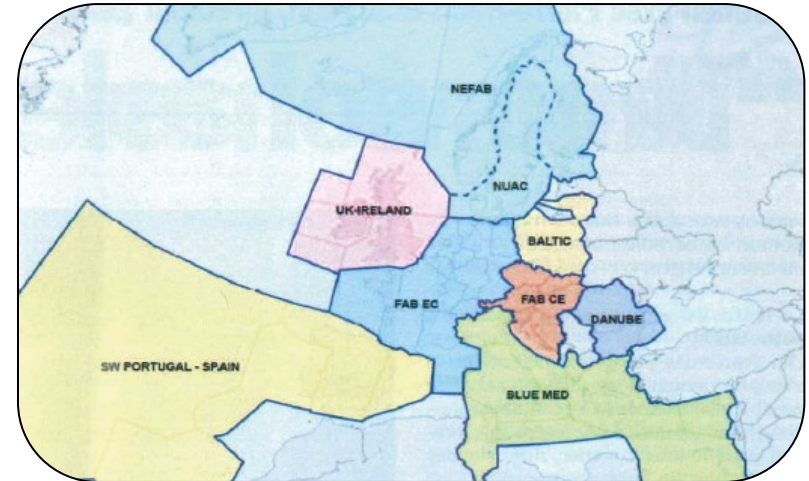 NEFAB
NUAC
UK-IRELAND
BALTIC
FAB EC
FAB CE
DANUBE
SW PORTUGAL - SPAIN
BLUE MED